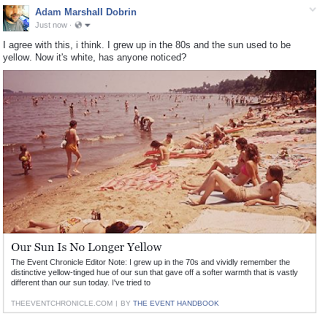 Adam Marshall Dobrin
Just now ·
I agree with this, i think. I grew up in the 80s and the sun used to be
yellow. Now it's white, has anyone noticed?
Our Sun Is No Longer Yellow
The Event Chronicle Editor Note: I grew up in the 70s and vividly remember the
distinctive yellow-tinged hue of our sun that gave off a softer warmth that is vastly
different than our sun today. I've tried to
THEEVENTCHRONICLE.COM | BY THE EVENT HANDBOOK